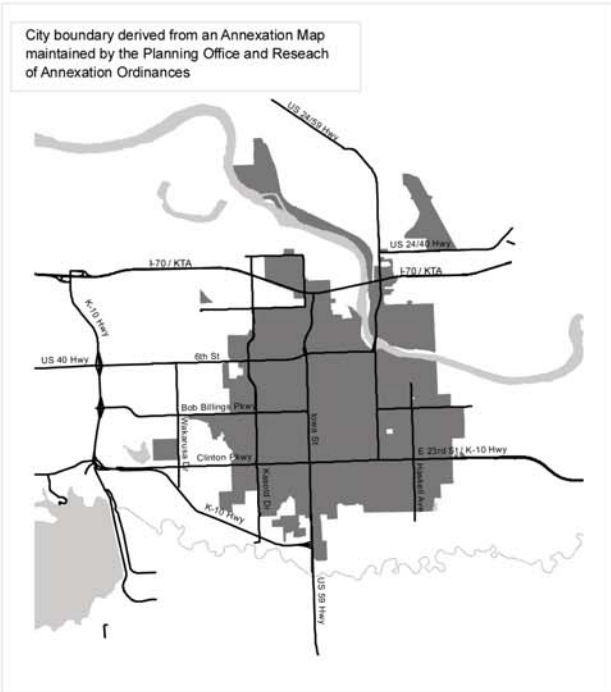 City boundary derived from an Annexation Map
maintained by the Planning Office and Reseach
of Annexation Ordinances
US 24/59 Hwy
US 24/40 Hwy
I-70 / KTA
I-70 / KTA
K-10 Hwy
US 40 Hwy
6th St
Bob Billings Pkwy
Wakarusa Dr
Iowa St
Clinton Pkwy
E 23rd St / K-10 Hwy
Kasold Dr
Haskell Ave
K-10 Hwy
US 59 Hwy